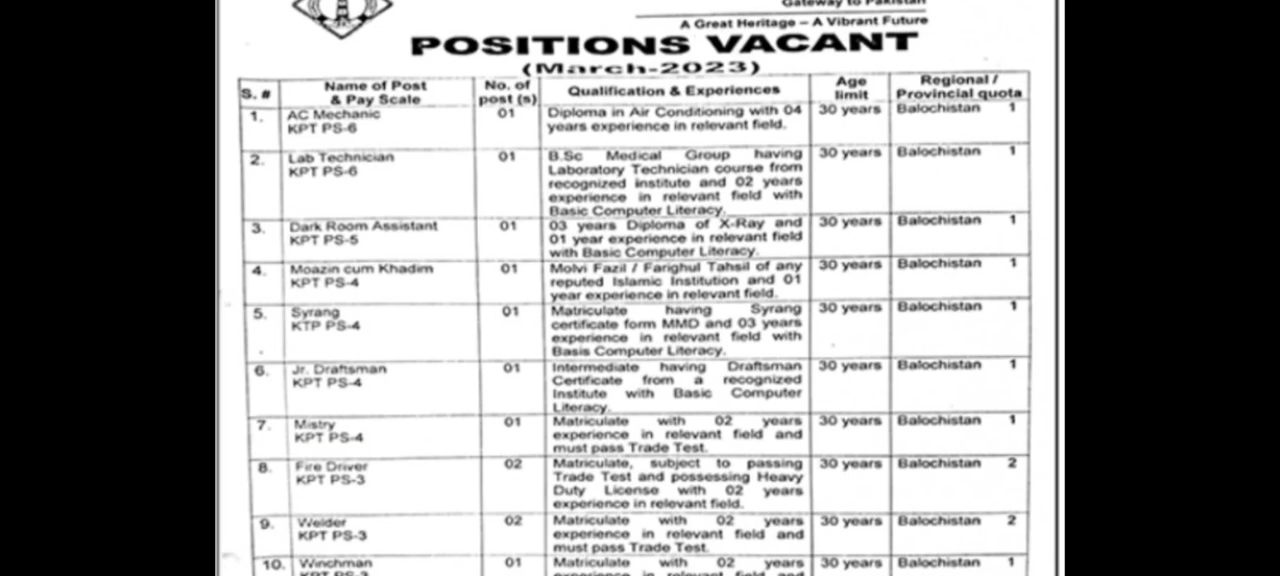 Gateway to Pakistan
A Great Heritage – A Vibrant Future
POSITIONS VACANT
(March-2023)
S. # Name of Post & Pay Scale No. of post (s) Qualification & Experiences Age limit Regional / Provincial quota
1. AC Mechanic 01 Diploma in Air Conditioning with 04 30 years Balochistan 1
KPT PS-6 years experience in relevant field.
2. Lab Technician 01 B.Sc Medical Group having 30 years Balochistan 1
KPT PS-6 Laboratory Technician course from
recognized institute and 02 years
experience in relevant field with
Basic Computer Literacy.
3. Dark Room Assistant 01 03 years Diploma of X-Ray and 30 years Balochistan 1
KPT PS-5 01 year experience in relevant field
with Basic Computer Literacy.
4. Moazin cum Khadim 01 Molvi Fazil / Farighul Tahsil of any 30 years Balochistan 1
KPT PS-4 reputed Islamic Institution and 01
year experience in relevant field.
5. Syrang 01 Matriculate having Syrang 30 years Balochistan 1
KTP PS-4 certificate form MMD and 03 years
experience in relevant field with
Basis Computer Literacy.
6. Jr. Draftsman 01 Intermediate having Draftsman 30 years Balochistan 1
KPT PS-4 Certificate from a recognized
Institute with Basic Computer
Literacy.
7. Mistry 01 Matriculate with 02 years 30 years Balochistan 1
KPT PS-4 experience in relevant field and
must pass Trade Test.
8. Fire Driver 02 Matriculate, subject to passing 30 years Balochistan 2
KPT PS-3 Trade Test and possessing Heavy
Duty License with 02 years
experience in relevant field.
9. Welder 02 Matriculate with 02 years 30 years Balochistan 2
KPT PS-3 experience in relevant field and
must pass Trade Test.
10. Winchman 01 Matriculate with 02 years 30 years Balochistan 1
KPT PS-3 experience in relevant field and